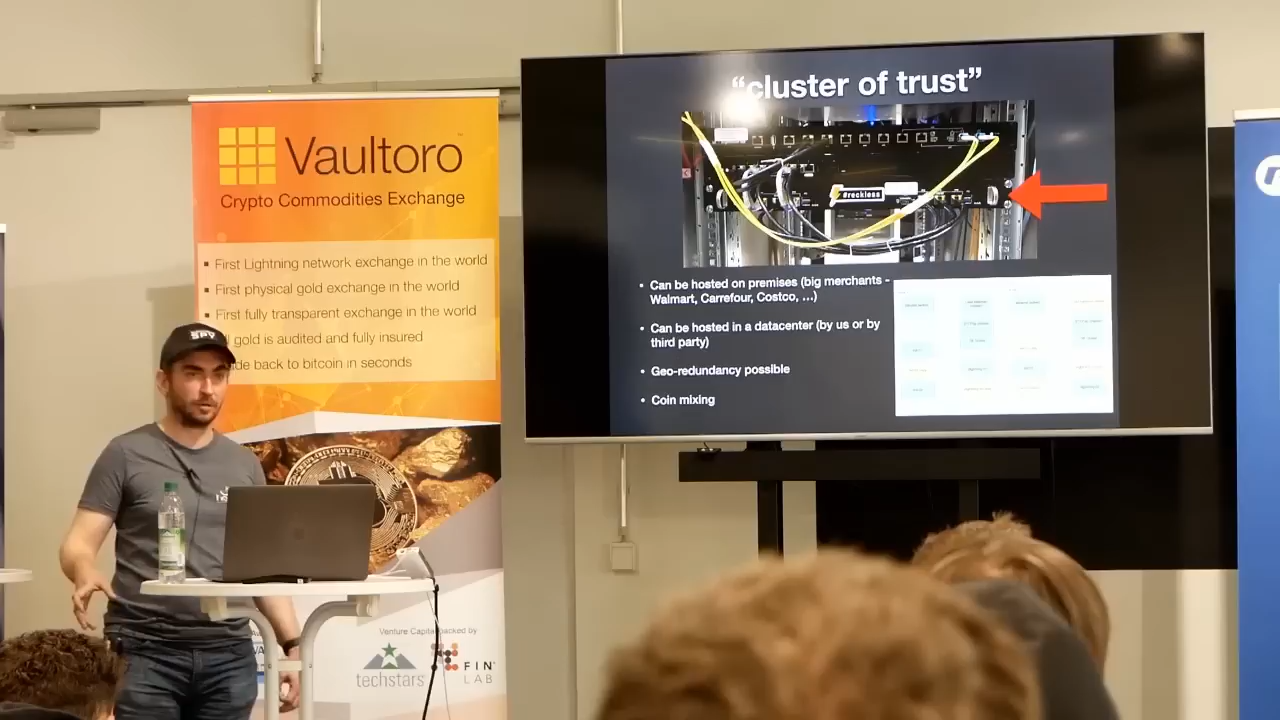 Vaultoro
Crypto Commodities Exchange
First Lightning network exchange in the world
First physical gold exchange in the world
First fully transparent exchange in the world
gold is audited and fully insured
back to bitcoin in seconds
Venture Capital backed by
techstars
FIN
LAB
“cluster of trust”
#reckless
• Can be hosted on premises (big merchants -
Walmart, Carrefour, Costco, ...)
• Can be hosted in a datacenter (by us or by
third party)
• Geo-redundancy possible
• Coin mixing